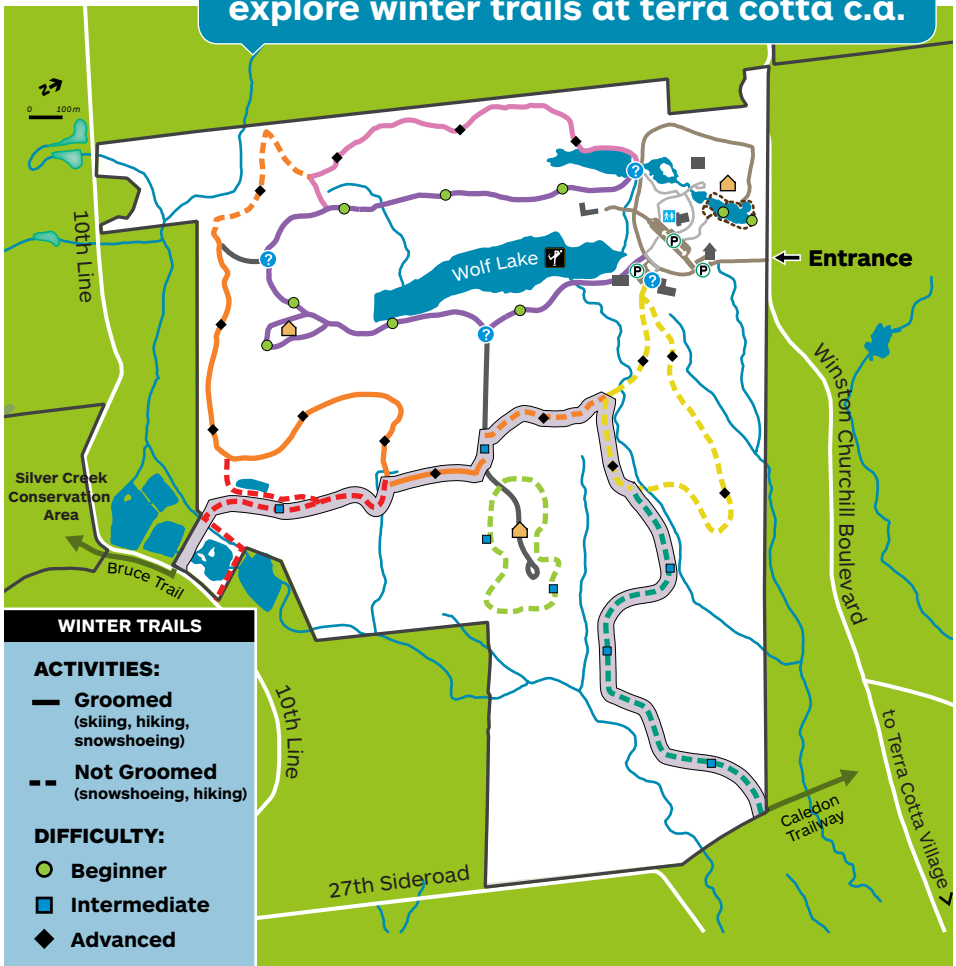 explore winter trails at terra cotta c.a.
N
0 100m
10th Line
Wolf Lake
?
?
?
?
P
P
P
Entrance
Winston Churchill Boulevard
Silver Creek
Conservation
Area
Bruce Trail
10th Line
27th Sideroad
Caledon
Trailway
to Terra Cotta Village
WINTER TRAILS
ACTIVITIES:
Groomed
(skiing, hiking,
snowshoeing)
Not Groomed
(snowshoeing, hiking)
DIFFICULTY:
Beginner
Intermediate
Advanced